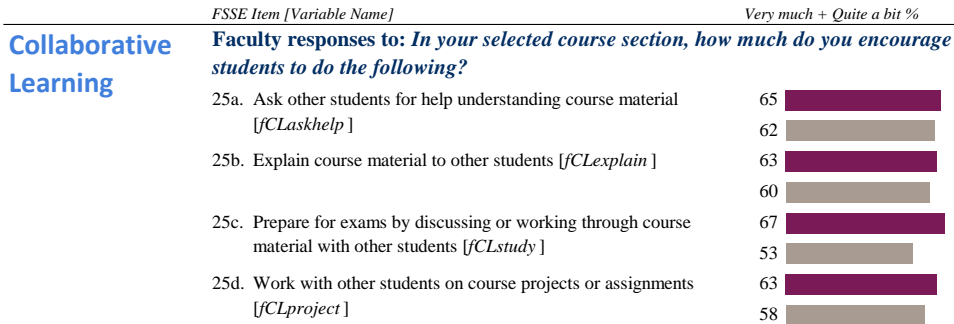 FSSE Item [Variable Name] Very much + Quite a bit %
Collaborative
Learning
Faculty responses to: In your selected course section, how much do you encourage
students to do the following?
25a. Ask other students for help understanding course material 65
[fCLaskhelp ] 62
25b. Explain course material to other students [fCLexplain ] 63
60
25c. Prepare for exams by discussing or working through course 67
material with other students [fCLstudy ] 53
25d. Work with other students on course projects or assignments 63
[fCLproject ] 58